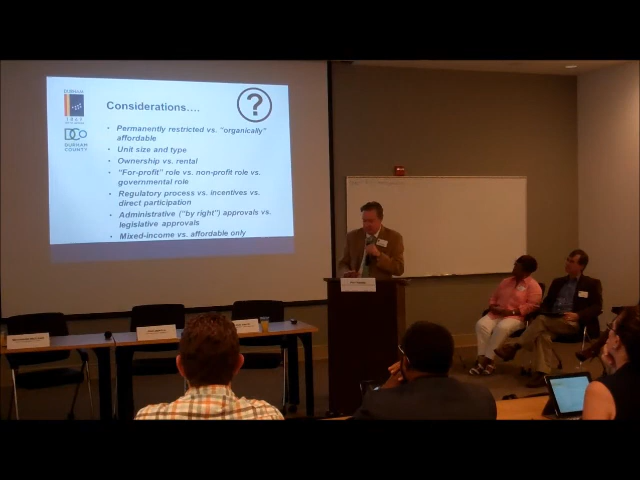 DURHAM
1869
DCO
DURHAM
COUNTY
?
Considerations....
• Permanently restricted vs. "organically"
affordable
• Unit size and type
• Ownership vs. rental
• "For-profit" role vs. non-profit role vs.
governmental role
• Regulatory process vs. incentives vs.
direct participation
• Administrative ("by right") approvals vs.
legislative approvals
• Mixed-income vs. affordable only